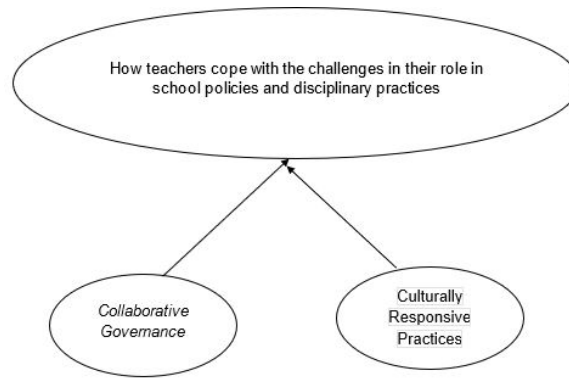 How teachers cope with the challenges in their role in
school policies and disciplinary practices
Collaborative
Governance
Culturally
Responsive
Practices